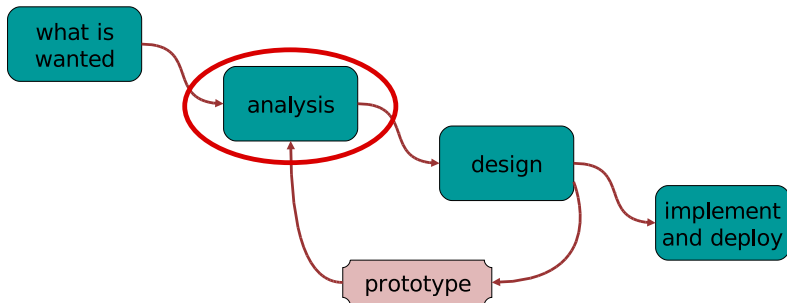 what is
wanted
analysis
design
implement
and deploy
prototype